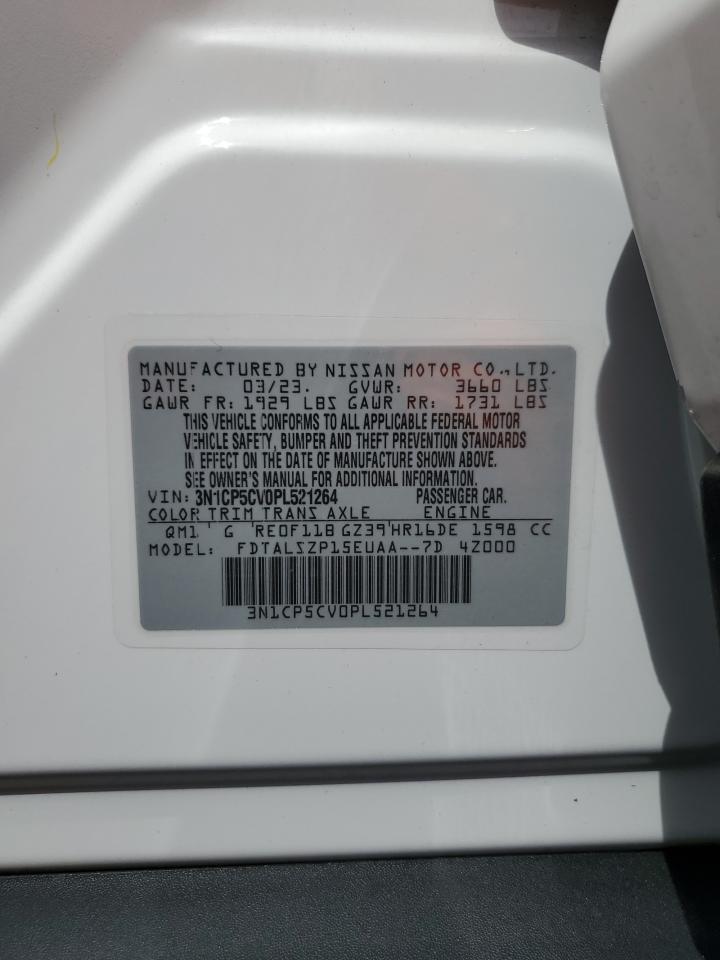 MANUFACTURED BY NISSAN MOTOR CO., LTD.
DATE: 03/23. GVWR: 3660 LBS
GAWR FR: 1929 LBS GAWR RR: 1731 LBS
THIS VEHICLE CONFORMS TO ALL APPLICABLE FEDERAL MOTOR
VEHICLE SAFETY, BUMPER AND THEFT PREVENTION STANDARDS
IN EFFECT ON THE DATE OF MANUFACTURE SHOWN ABOVE.
SEE OWNER'S MANUAL FOR ADDITIONAL INFORMATION.
VIN: 3N1CP5CV0PL521264 PASSENGER CAR.
COLOR TRIM TRANS AXLE ENGINE
QM1 G RE0F11B GZ39 HR16DE 1598 CC
MODEL: FDTALSZP15EUAA--7D 4Z000
3N1CP5CV0PL521264